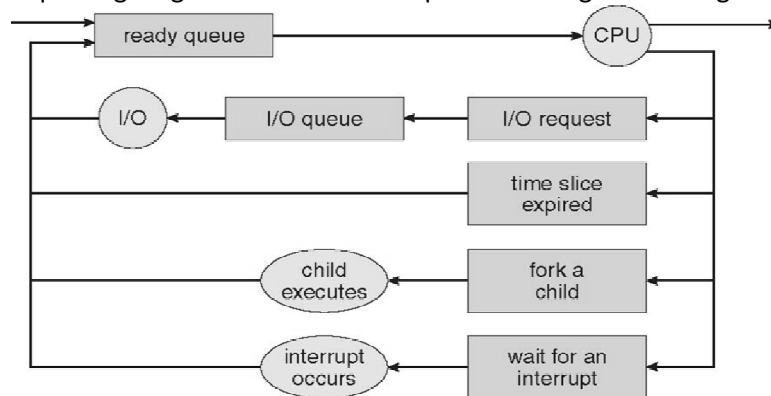 ready queue
CPU
I/O
I/O queue
I/O request
time slice
expired
child
executes
fork a
child
interrupt
occurs
wait for an
interrupt